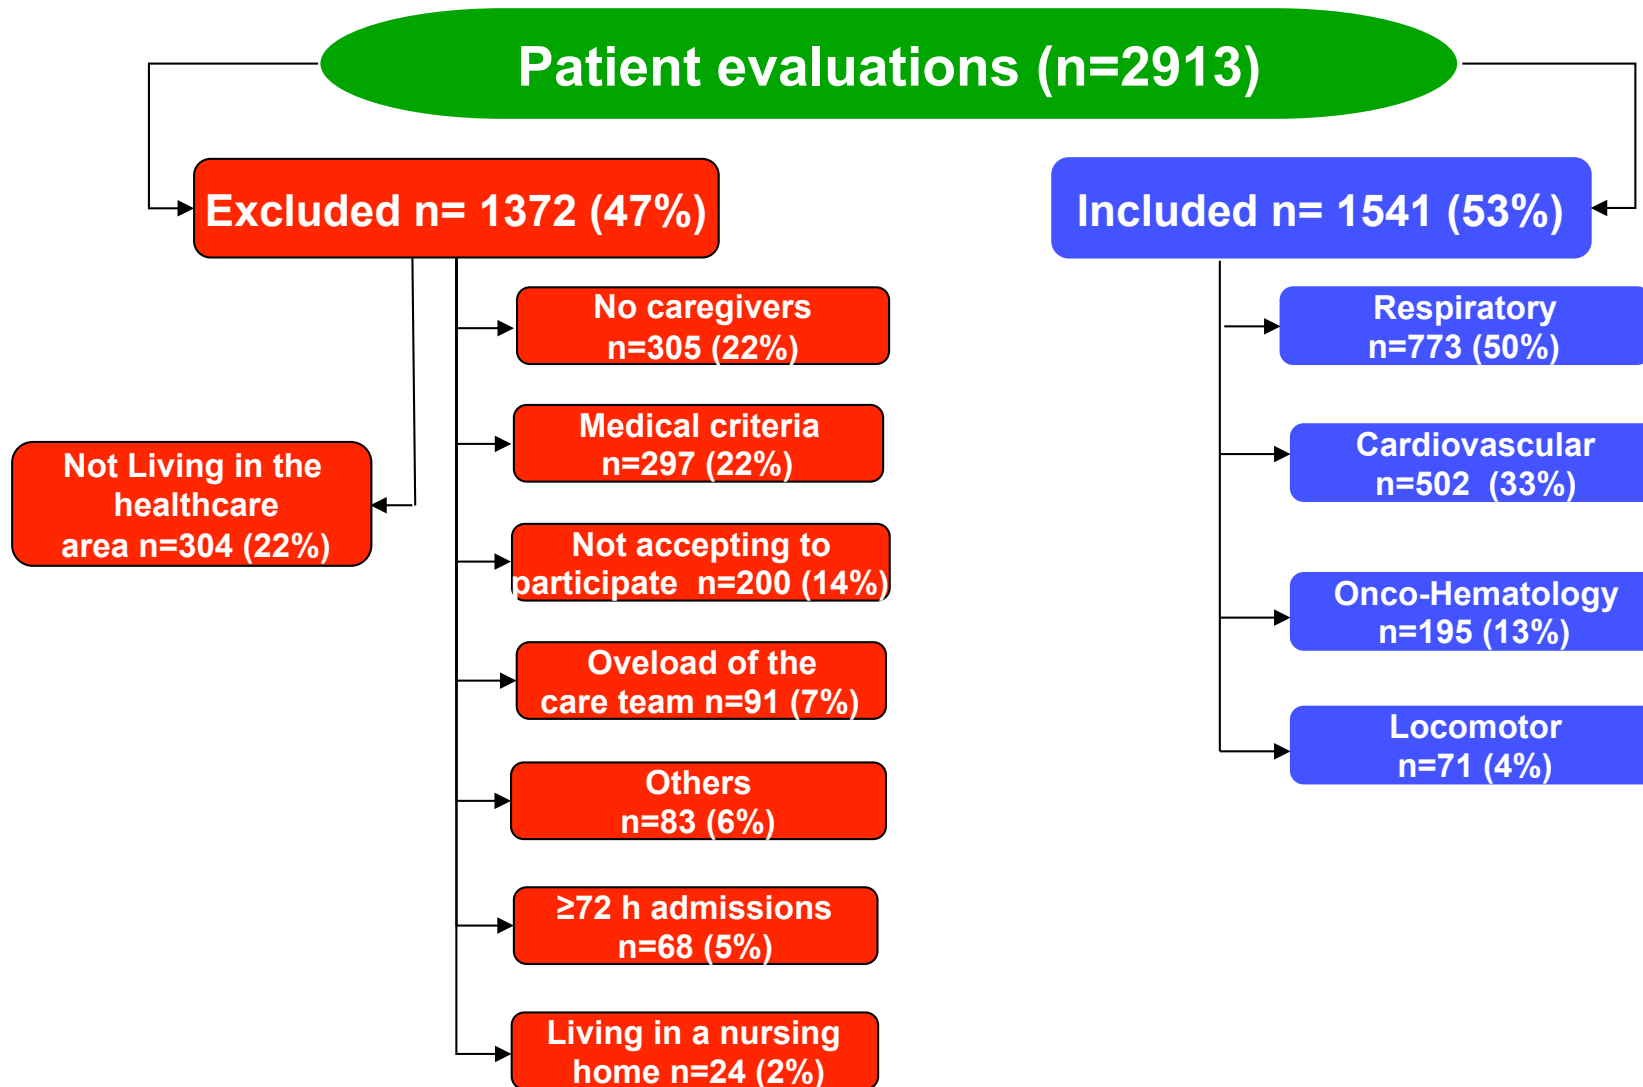 Patient evaluations (n=2913)
Excluded n= 1372 (47%)
Included n= 1541 (53%)
Not Living in the
healthcare
area n=304 (22%)
No caregivers
n=305 (22%)
Medical criteria
n=297 (22%)
Not accepting to
participate  n=200 (14%)
Oveload of the
care team n=91 (7%)
Others
n=83 (6%)
≥72 h admissions
n=68 (5%)
Living in a nursing
home n=24 (2%)
Respiratory
n=773 (50%)
Cardiovascular
n=502  (33%)
Onco-Hematology
n=195 (13%)
Locomotor
n=71 (4%)